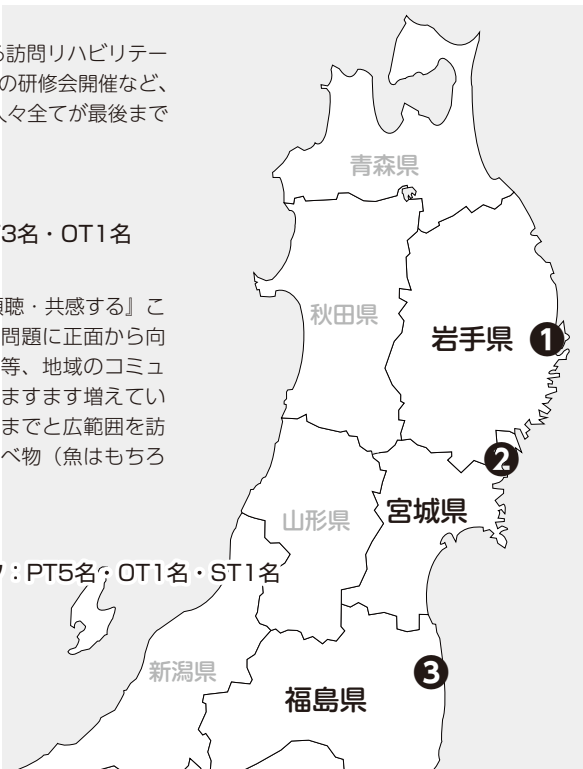 る訪問リハビリテー
の研修会開催など、
人々全てが最後まで
3名・OT1名
頃聴・共感する』こ
問題に正面から向
等、地域のコミュ
ますます増えてい
までと広範囲を訪
べ物（魚はもちろ
：PT5名・OT1名・ST1名
青森県
秋田県
岩手県 ❶
❷
宮城県
山形県
新潟県
❸
福島県